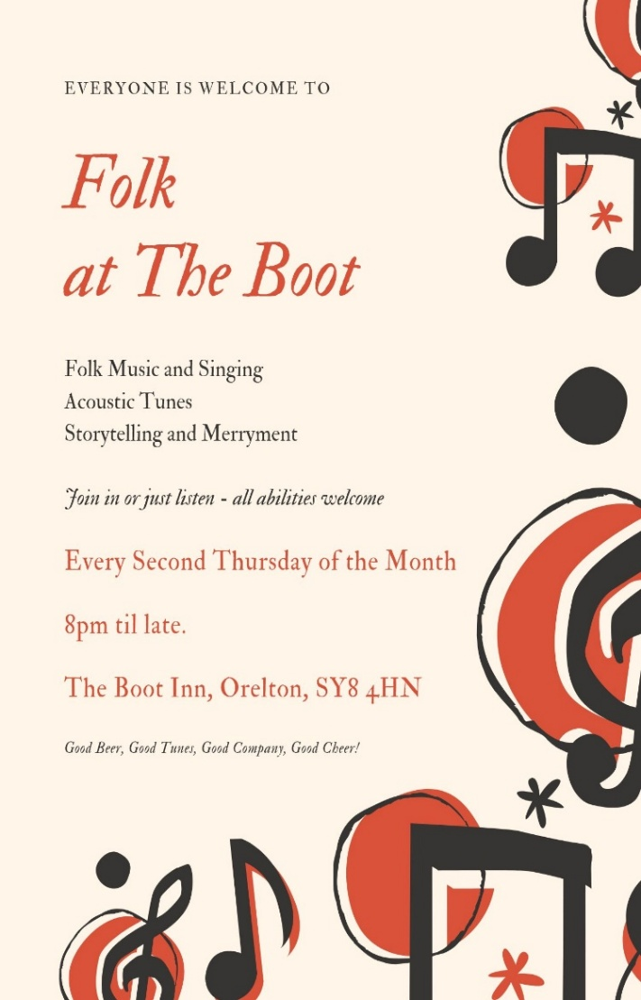 EVERYONE IS WELCOME TO
Folk
at The Boot
Folk Music and Singing
Acoustic Tunes
Storytelling and Merryment
Join in or just listen - all abilities welcome
Every Second Thursday of the Month
8pm til late.
The Boot Inn, Orelton, SY8 4HN
Good Beer, Good Tunes, Good Company, Good Cheer!